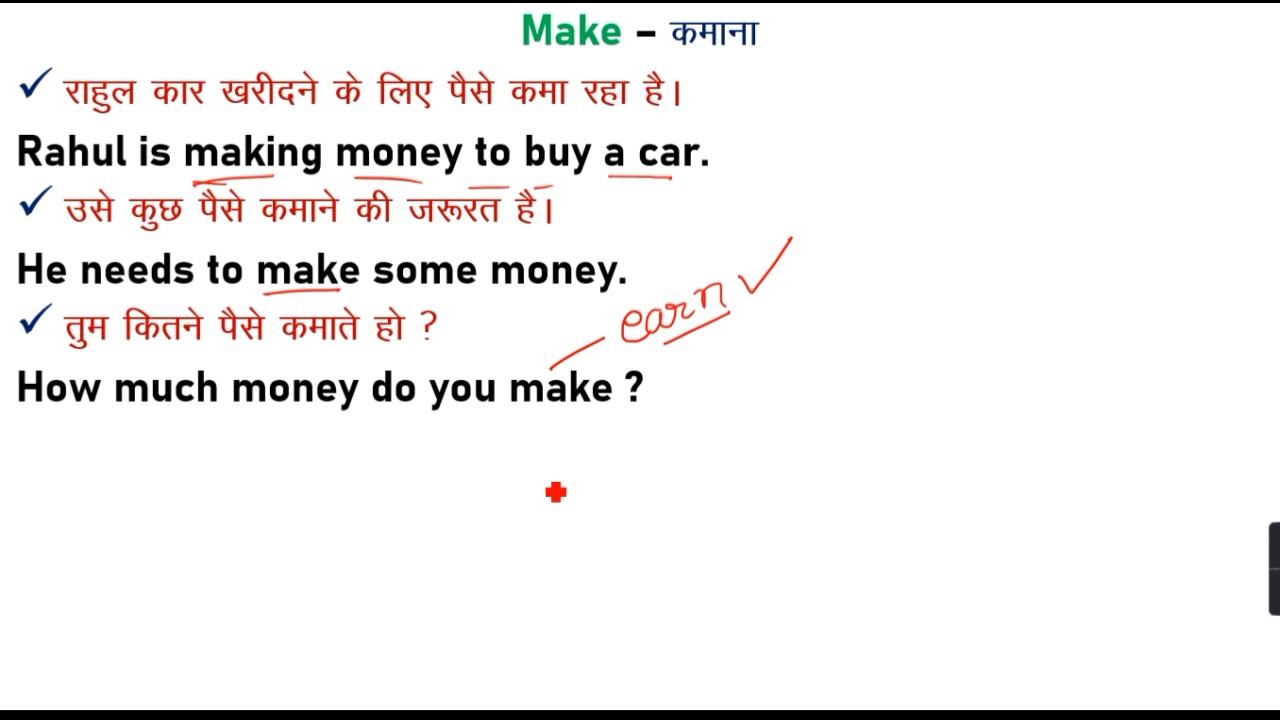 Make – कमाना
राहुल कार खरीदने के लिए पैसे कमा रहा है।
Rahul is making money to buy a car.
उसे कुछ पैसे कमाने की जरूरत है।
He needs to make some money.
earn
तुम कितने पैसे कमाते हो ?
How much money do you make ?